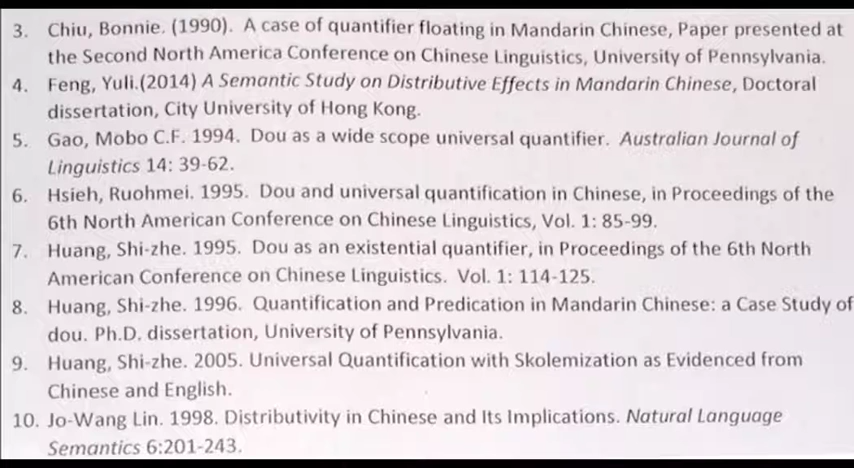 3. Chiu, Bonnie. (1990). A case of quantifier floating in Mandarin Chinese, Paper presented at
the Second North America Conference on Chinese Linguistics, University of Pennsylvania.
4. Feng, Yuli.(2014) A Semantic Study on Distributive Effects in Mandarin Chinese, Doctoral
dissertation, City University of Hong Kong.
5. Gao, Mobo C.F. 1994. Dou as a wide scope universal quantifier. Australian Journal of
Linguistics 14: 39-62.
6. Hsieh, Ruohmei. 1995. Dou and universal quantification in Chinese, in Proceedings of the
6th North American Conference on Chinese Linguistics, Vol. 1: 85-99.
7. Huang, Shi-zhe. 1995. Dou as an existential quantifier, in Proceedings of the 6th North
American Conference on Chinese Linguistics. Vol. 1: 114-125.
8. Huang, Shi-zhe. 1996. Quantification and Predication in Mandarin Chinese: a Case Study of
dou. Ph.D. dissertation, University of Pennsylvania.
9. Huang, Shi-zhe. 2005. Universal Quantification with Skolemization as Evidenced from
Chinese and English.
10. Jo-Wang Lin. 1998. Distributivity in Chinese and Its Implications. Natural Language
Semantics 6:201-243.